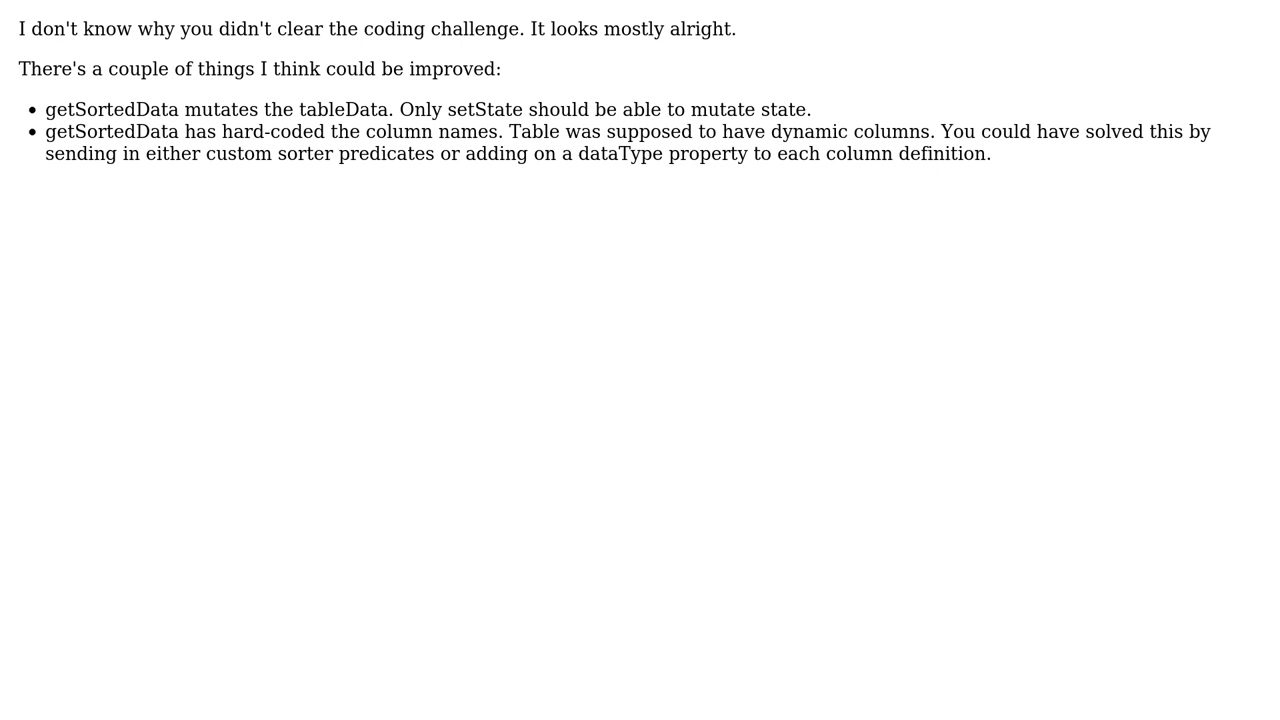 I don't know why you didn't clear the coding challenge. It looks mostly alright.
There's a couple of things I think could be improved:
• getSortedData mutates the tableData. Only setState should be able to mutate state.
• getSortedData has hard-coded the column names. Table was supposed to have dynamic columns. You could have solved this by
sending in either custom sorter predicates or adding on a dataType property to each column definition.